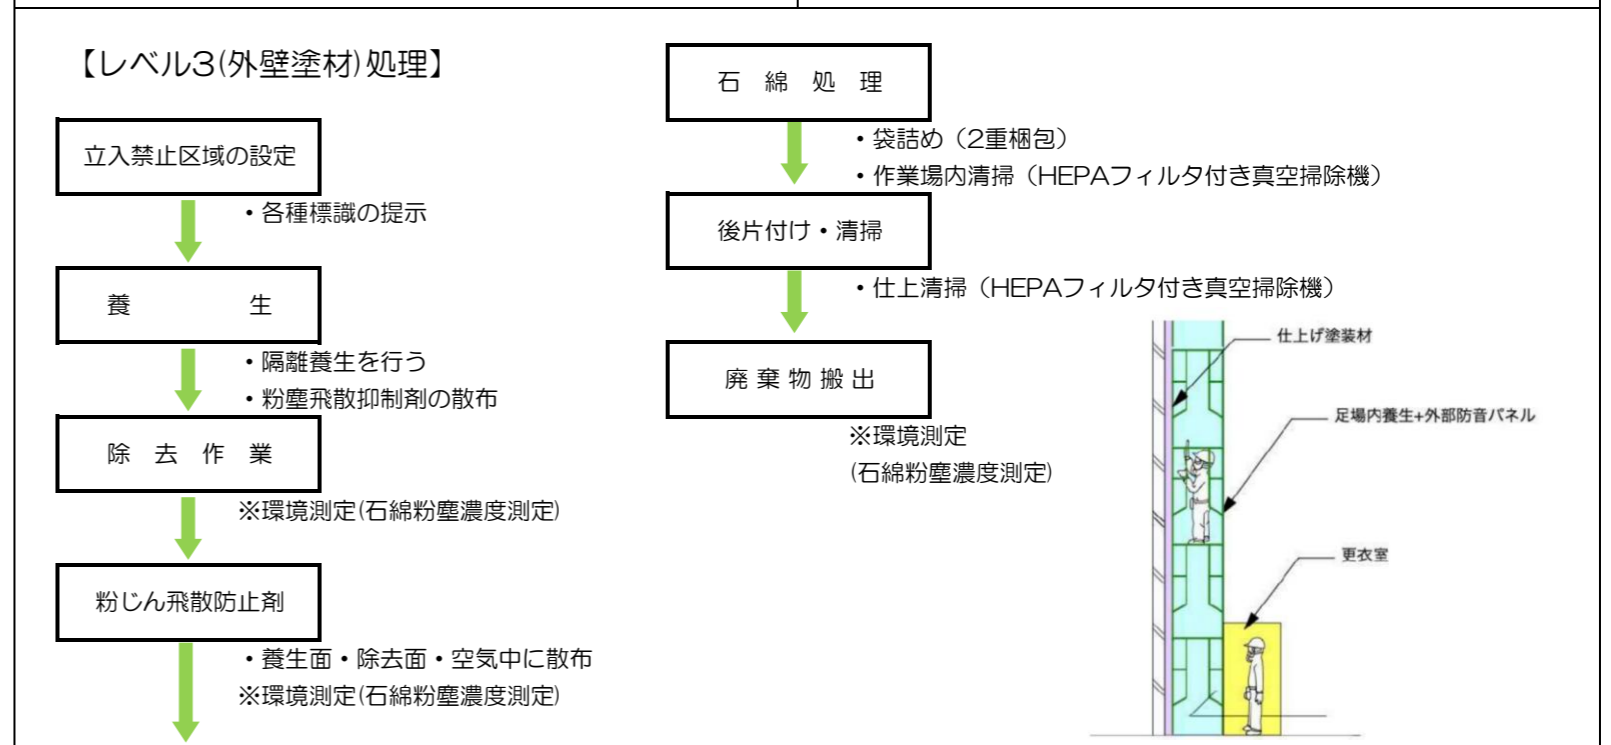 【レベル3(外壁塗材)処理】
立入禁止区域の設定
・各種標識の提示
養　　　　　生
・隔離養生を行う
・粉塵飛散抑制剤の散布
除　去　作　業
※環境測定(石綿粉塵濃度測定)
粉じん飛散防止剤
・養生面・除去面・空気中に散布
※環境測定(石綿粉塵濃度測定)
石　綿　処　理
・袋詰め（2重梱包）
・作業場内清掃（HEPAフィルタ付き真空掃除機）
後片付け・清掃
・仕上清掃（HEPAフィルタ付き真空掃除機）
廃 棄 物 搬 出
※環境測定
(石綿粉塵濃度測定)
仕上げ塗装材
足場内養生+外部防音パネル
更衣室